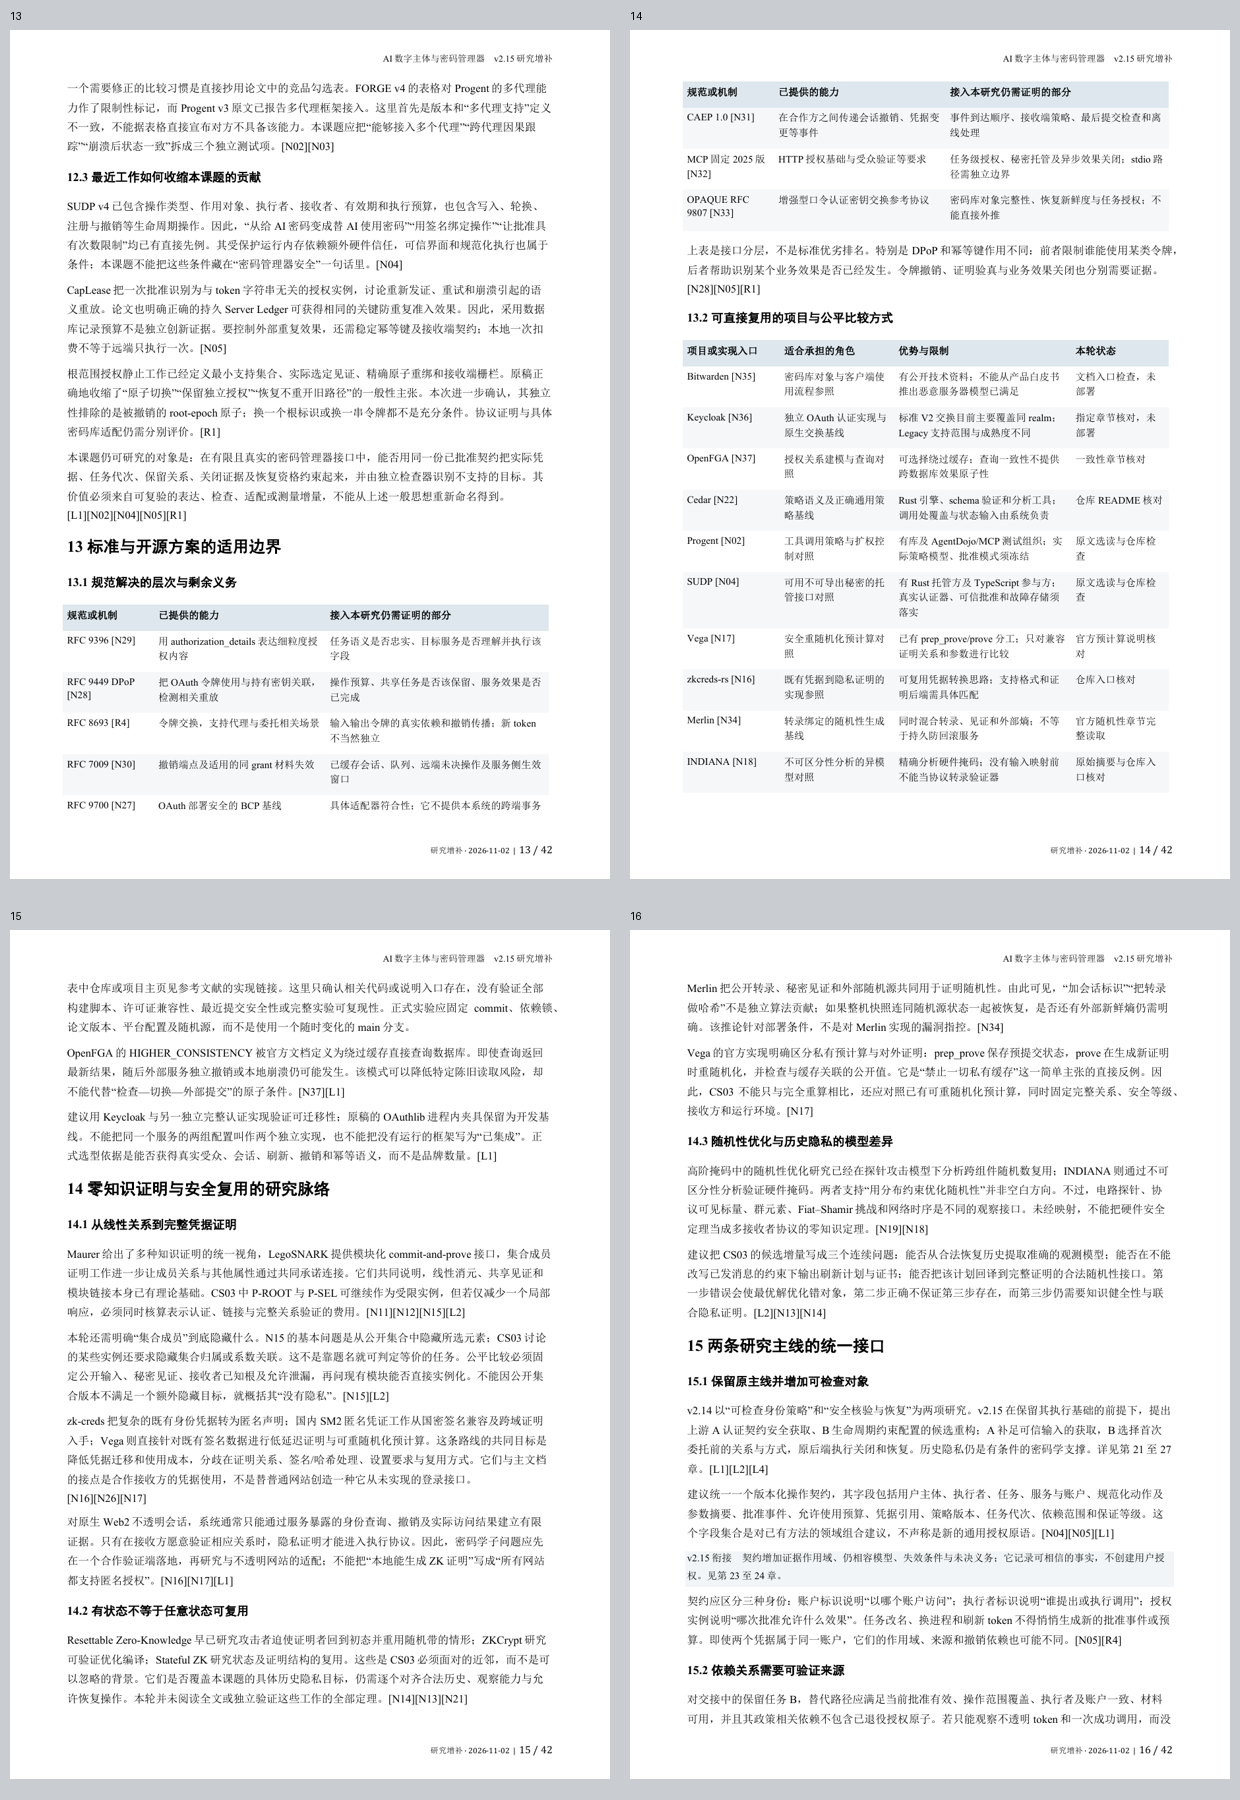 13
AI 数字主体与密码管理器 v2.15 研究增补
一个需要修正的比较习惯是直接抄用论文中的竞品勾选表。FORGE v4 的表格对 Progent 的多代理能
力作了限制性标记，而 Progent v3 原文已报告多代理框架接入。这里首先是版本和“多代理支持”定义
不一致，不能据表格直接宣布对方不具备该能力。本课题应把“能够接入多个代理”“跨代理因果跟
踪”“崩溃后状态一致”拆成三个独立测试项。[N02][N03]
12.3 最近工作如何收缩本课题的贡献
SUDP v4 已包含操作类型、作用对象、执行者、接收者、有效期和执行预算，也包含写入、轮换、
注册与撤销等生命周期操作。因此，“从给 AI 密码变成替 AI 使用密码”“用签名绑定操作”“让批准具
有次数限制”均已有直接先例。其受保护运行内存依赖额外硬件信任，可信界面和规范化执行也属于
条件；本课题不能把这些条件藏在“密码管理器安全”一句话里。[N04]
CapLease 把一次批准识别为与 token 字符串无关的授权实例，讨论重新发证、重试和崩溃引起的语
义重放。论文也明确正确的持久 Server Ledger 可获得相同的关键防重复准入效果。因此，采用数据
库记录预算不是独立创新证据。要控制外部重复效果，还需稳定幂等键及接收端契约；本地一次扣
费不等于远端只执行一次。[N05]
根范围授权静止工作已经定义最小支持集合、实际选定见证、精确原子重绑和接收端栅栏。原稿正
确地收缩了“原子切换”“保留独立授权”“恢复不重开旧路径”的一般性主张。本次进一步确认，其独立
性排除的是被撤销的 root-epoch 原子；换一个根标识或换一串令牌都不是充分条件。协议证明与具体
密码库适配仍需分别评价。[R1]
本课题仍可研究的对象是：在有限且真实的密码管理器接口中，能否用同一份已批准契约把实际凭
据、任务代次、保留关系、关闭证据及恢复资格约束起来，并由独立检查器识别不支持的目标。其
价值必须来自可复验的表达、检查、适配或测量增量，不能从上述一般思想重新命名得到。
[L1][N02][N04][N05][R1]
13 标准与开源方案的适用边界
13.1 规范解决的层次与剩余义务
规范或机制 已提供的能力 接入本研究仍需证明的部分
RFC 9396 [N29] 用 authorization_details 表达细粒度授 任务语义是否忠实、目标服务是否理解并执行该
权内容 字段
RFC 9449 DPoP 把 OAuth 令牌使用与持有密钥关联， 操作预算、共享任务是否该保留、服务效果是否
[N28] 检测相关重放 已完成
RFC 8693 [R4] 令牌交换，支持代理与委托相关场景 输入输出令牌的真实依赖和撤销传播；新 token
不当然独立
RFC 7009 [N30] 撤销端点及适用的同 grant 材料失效 已缓存会话、队列、远端未决操作及服务侧生效
窗口
RFC 9700 [N27] OAuth 部署安全的 BCP 基线 具体适配器符合性；它不提供本系统的跨端事务
研究增补 · 2026-11-02 | 13 / 42
14
AI 数字主体与密码管理器 v2.15 研究增补
规范或机制 已提供的能力 接入本研究仍需证明的部分
CAEP 1.0 [N31] 在合作方之间传递会话撤销、凭据变 事件到达顺序、接收端策略、最后提交检查和离
更等事件 线处理
MCP 固定 2025 版 HTTP 授权基础与受众验证等要求 任务级授权、秘密托管及异步效果关闭；stdio 路
[N32] 径需独立边界
OPAQUE RFC 增强型口令认证密钥交换参考协议 密码库对象完整性、恢复新鲜度与任务授权；不
9807 [N33] 能直接外推
上表是接口分层，不是标准优劣排名。特别是 DPoP 和幂等键作用不同：前者限制谁能使用某类令牌，
后者帮助识别某个业务效果是否已经发生。令牌撤销、证明验真与业务效果关闭也分别需要证据。
[N28][N05][R1]
13.2 可直接复用的项目与公平比较方式
项目或实现入口 适合承担的角色 优势与限制 本轮状态
Bitwarden [N35] 密码库对象与客户端使 有公开技术资料；不能从产品白皮书 文档入口检查，未
用流程参照 推出恶意服务器模型已满足 部署
Keycloak [N36] 独立 OAuth 认证实现与 标准 V2 交换目前主要覆盖同 realm； 指定章节核对，未
原生交换基线 Legacy 支持范围与成熟度不同 部署
OpenFGA [N37] 授权关系建模与查询对 可选择绕过缓存；查询一致性不提供 一致性章节核对
照 跨数据库效果原子性
Cedar [N22] 策略语义及正确通用策 Rust 引擎、schema 验证和分析工具； 仓库 README 核对
略基线 调用处覆盖与状态输入由系统负责
Progent [N02] 工具调用策略与扩权控 有库及 AgentDojo/MCP 测试组织；实 原文选读与仓库检
制对照 际策略模型、批准模式须冻结 查
SUDP [N04] 可用不可导出秘密的托 有 Rust 托管方及 TypeScript 参与方； 原文选读与仓库检
管接口对照 真实认证器、可信批准和故障存储须 查
落实
Vega [N17] 安全重随机化预计算对 已有 prep_prove/prove 分工；只对兼容 官方预计算说明核
照 证明关系和参数进行比较 对
zkcreds-rs [N16] 既有凭据到隐私证明的 可复用凭据转换思路；支持格式和证 仓库入口核对
实现参照 明后端需具体匹配
Merlin [N34] 转录绑定的随机性生成 同时混合转录、见证和外部熵；不等 官方随机性章节完
基线 于持久防回滚服务 整读取
INDIANA [N18] 不可区分性分析的异模 精确分析硬件掩码；没有输入映射前 原始摘要与仓库入
型对照 不能当协议转录验证器 口核对
研究增补 · 2026-11-02 | 14 / 42
15
AI 数字主体与密码管理器 v2.15 研究增补
表中仓库或项目主页见参考文献的实现链接。这里只确认相关代码或说明入口存在，没有验证全部
构建脚本、许可证兼容性、最近提交安全性或完整实验可复现性。正式实验应固定 commit、依赖锁、
论文版本、平台配置及随机源，而不是使用一个随时变化的 main 分支。
OpenFGA 的 HIGHER_CONSISTENCY 被官方文档定义为绕过缓存直接查询数据库。即使查询返回
最新结果，随后外部服务独立撤销或本地崩溃仍可能发生。该模式可以降低特定陈旧读取风险，却
不能代替“检查—切换—外部提交”的原子条件。[N37][L1]
建议用 Keycloak 与另一独立完整认证实现验证可迁移性；原稿的 OAuthlib 进程内夹具保留为开发基
线。不能把同一个服务的两组配置叫作两个独立实现，也不能把没有运行的框架写为“已集成”。正
式选型依据是能否获得真实受众、会话、刷新、撤销和幂等语义，而不是品牌数量。[L1]
14 零知识证明与安全复用的研究脉络
14.1 从线性关系到完整凭据证明
Maurer 给出了多种知识证明的统一视角，LegoSNARK 提供模块化 commit-and-prove 接口，集合成员
证明工作进一步让成员关系与其他属性通过共同承诺连接。它们共同说明，线性消元、共享见证和
模块链接本身已有理论基础。CS03 中 P-ROOT 与 P-SEL 可继续作为受限实例，但若仅减少一个局部
响应，必须同时核算表示认证、链接与完整关系验证的费用。[N11][N12][N15][L2]
本轮还需明确“集合成员”到底隐藏什么。N15 的基本问题是从公开集合中隐藏所选元素；CS03 讨论
的某些实例还要求隐藏集合归属或系数关联。这不是靠题名就可判定等价的任务。公平比较必须固
定公开输入、秘密见证、接收者已知根及允许泄漏，再问现有模块能否直接实例化。不能因公开集
合版本不满足一个额外隐藏目标，就概括其“没有隐私”。[N15][L2]
zk-creds 把复杂的既有身份凭据转为匿名声明；国内 SM2 匿名凭证工作从国密签名兼容及跨域证明
入手；Vega 则直接针对既有签名数据进行低延迟证明与可重随机化预计算。这条路线的共同目标是
降低凭据迁移和使用成本，分歧在证明关系、签名/哈希处理、设置要求与复用方式。它们与主文档
的接点是合作接收方的凭据使用，不是替普通网站创造一种它从未实现的登录接口。
[N16][N26][N17]
对原生 Web2 不透明会话，系统通常只能通过服务暴露的身份查询、撤销及实际访问结果建立有限
证据。只有在接收方愿意验证相应关系时，隐私证明才能进入执行协议。因此，密码学子问题应先
在一个合作验证端落地，再研究与不透明网站的适配；不能把“本地能生成 ZK 证明”写成“所有网站
都支持匿名授权”。[N16][N17][L1]
14.2 有状态不等于任意状态可复用
Resettable Zero-Knowledge 早已研究攻击者迫使证明者回到初态并重用随机带的情形；ZKCrypt 研究
可验证优化编译；Stateful ZK 研究状态及证明结构的复用。这些是 CS03 必须面对的近邻，而不是可
以忽略的背景。它们是否覆盖本课题的具体历史隐私目标，仍需逐个对齐合法历史、观察能力与允
许恢复操作。本轮并未阅读全文或独立验证这些工作的全部定理。[N14][N13][N21]
研究增补 · 2026-11-02 | 15 / 42
16
AI 数字主体与密码管理器 v2.15 研究增补
Merlin 把公开转录、秘密见证和外部随机源共同用于证明随机性。由此可见，“加会话标识”“把转录
做哈希”不是独立算法贡献；如果整机快照连同随机源状态一起被恢复，是否还有外部新鲜熵仍需明
确。该推论针对部署条件，不是对 Merlin 实现的漏洞指控。[N34]
Vega 的官方实现明确区分私有预计算与对外证明：prep_prove 保存预提交状态，prove 在生成新证明
时重随机化，并检查与缓存关联的公开值。它是“禁止一切私有缓存”这一简单主张的直接反例。因
此，CS03 不能只与完全重算相比，还应对照已有可重随机化预计算，同时固定完整关系、安全等级、
接收方和运行环境。[N17]
14.3 随机性优化与历史隐私的模型差异
高阶掩码中的随机性优化研究已经在探针攻击模型下分析跨组件随机数复用；INDIANA 则通过不可
区分性分析验证硬件掩码。两者支持“用分布约束优化随机性”并非空白方向。不过，电路探针、协
议可见标量、群元素、Fiat–Shamir 挑战和网络时序是不同的观察接口。未经映射，不能把硬件安全
定理当成多接收者协议的零知识定理。[N19][N18]
建议把 CS03 的候选增量写成三个连续问题：能否从合法恢复历史提取准确的观测模型；能否在不能
改写已发消息的约束下输出刷新计划与证书；能否把该计划回译到完整证明的合法随机性接口。第
一步错误会使最优解优化错对象，第二步正确不保证第三步存在，而第三步仍需要知识健全性与联
合隐私证明。[L2][N13][N14]
15 两条研究主线的统一接口
15.1 保留原主线并增加可检查对象
v2.14 以“可检查身份策略”和“安全核验与恢复”为两项研究。v2.15 在保留其执行基础的前提下，提出
上游 A 认证契约安全获取、B 生命周期约束配置的候选重构；A 补足可信输入的获取，B 选择首次
委托前的关系与方式，原后端执行关闭和恢复。历史隐私仍是有条件的密码学支撑。详见第 21 至 27
章。[L1][L2][L4]
建议统一一个版本化操作契约，其字段包括用户主体、执行者、任务、服务与账户、规范化动作及
参数摘要、批准事件、允许使用预算、凭据引用、策略版本、任务代次、依赖范围和保证等级。这
个字段集合是对已有方法的领域组合建议，不声称是新的通用授权原语。[N04][N05][L1]
v2.15 衔接 契约增加证据作用域、仍相容模型、失效条件与未决义务；它记录可相信的事实，不创建用户授
权。见第 23 至 24 章。
契约应区分三种身份：账户标识说明“以哪个账户访问”；执行者标识说明“谁提出或执行调用”；授权
实例说明“哪次批准允许什么效果”。任务改名、换进程和刷新 token 不得悄悄生成新的批准事件或预
算。即使两个凭据属于同一账户，它们的作用域、来源和撤销依赖也可能不同。[N05][R4]
15.2 依赖关系需要可验证来源
对交接中的保留任务 B，替代路径应满足当前批准有效、操作范围覆盖、执行者及账户一致、材料
可用，并且其政策相关依赖不包含已退役授权原子。若只能观察不透明 token 和一次成功调用，而没
研究增补 · 2026-11-02 | 16 / 42